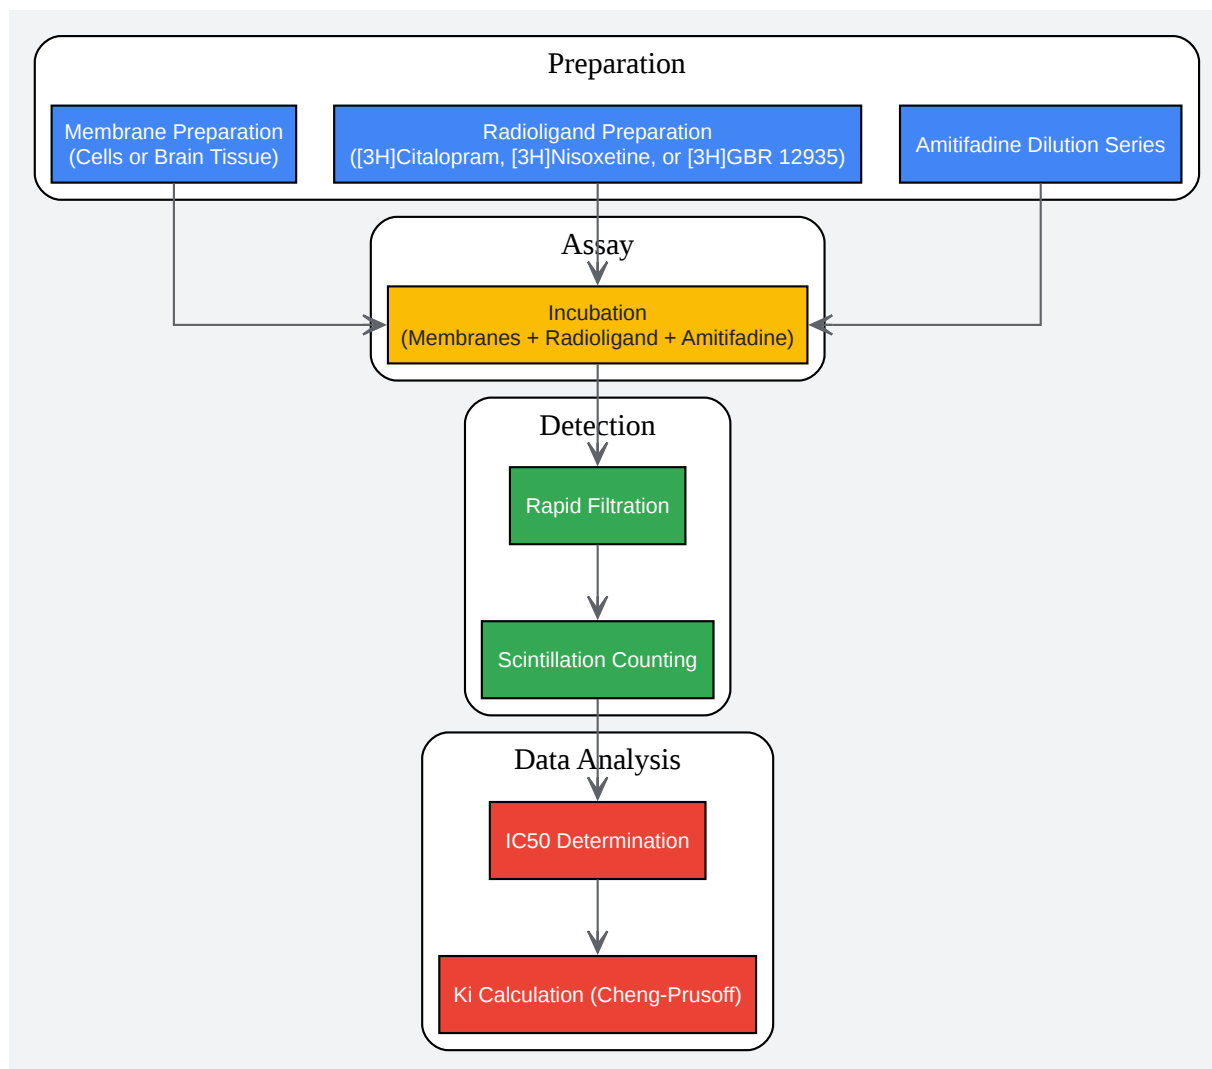 Preparation
Membrane Preparation
(Cells or Brain Tissue)
Radioligand Preparation
([3H]Citalopram, [3H]Nisoxetine, or [3H]GBR 12935)
Amitifadine Dilution Series
Assay
Incubation
(Membranes + Radioligand + Amitifadine)
Detection
Rapid Filtration
Scintillation Counting
Data Analysis
IC50 Determination
Ki Calculation (Cheng-Prusoff)